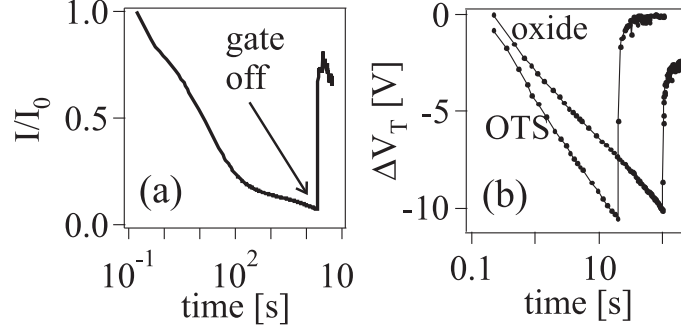 1.0
0.5
0.0
I/I₀
gate
off
(a)
10⁻¹ 10² 10
time [s]
0
-5
-10
ΔV_T [V]
oxide
OTS
(b)
0.1 10
time [s]